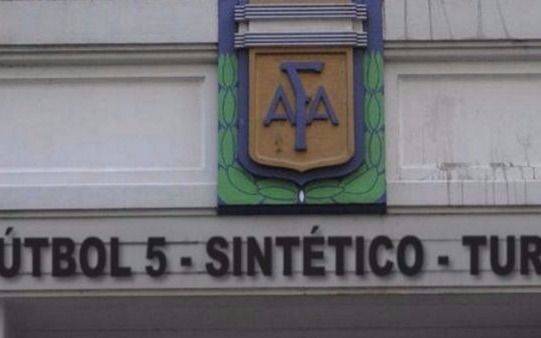 AFA
ÚTBOL 5 - SINTÉTICO - TUR